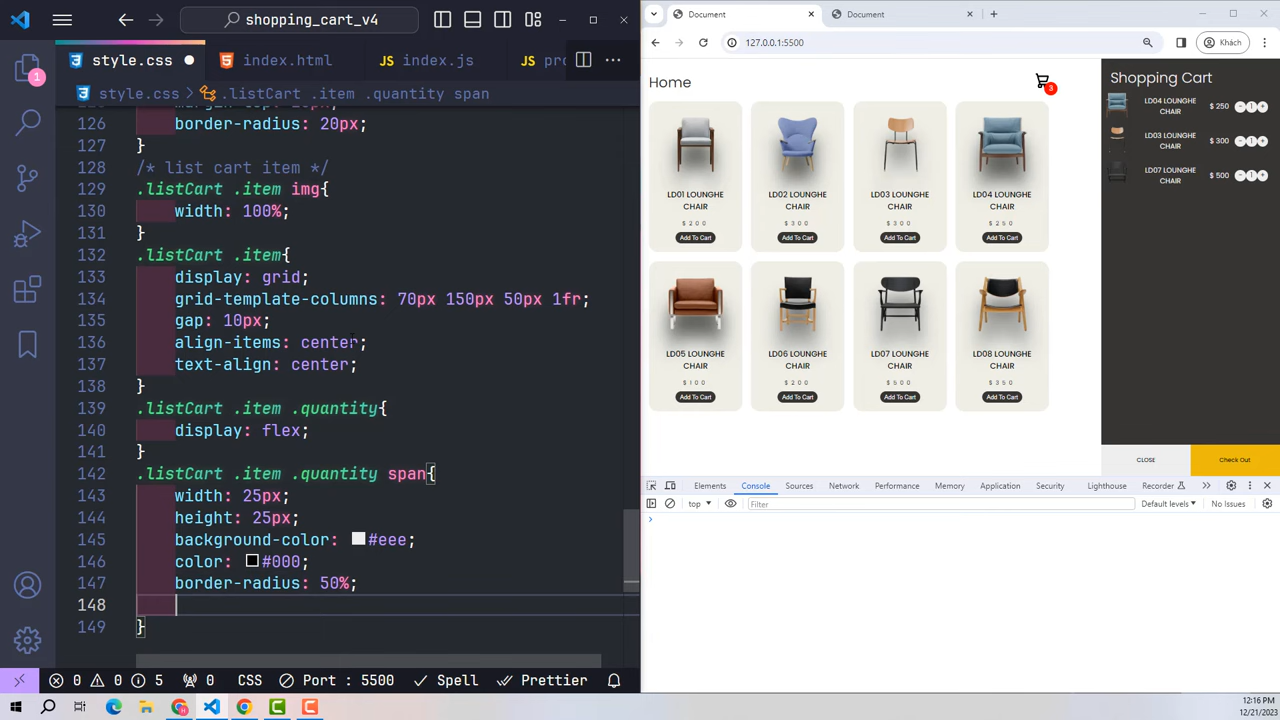 shopping_cart_v4
style.css
index.html
index.js
style.css > .listCart .item .quantity span
126 border-radius: 20px;
127 }
128 /* list cart item */
129 .listCart .item img{
130 width: 100%;
131 }
132 .listCart .item{
133 display: grid;
134 grid-template-columns: 70px 150px 50px 1fr;
135 gap: 10px;
136 align-items: center;
137 text-align: center;
138 }
139 .listCart .item .quantity{
140 display: flex;
141 }
142 .listCart .item .quantity span{
143 width: 25px;
144 height: 25px;
145 background-color: #eee;
146 color: #000;
147 border-radius: 50%;
148
149 }
1
0 0 5 0 CSS Port : 5500 Spell Prettier
Document
Document
127.0.0.1:5500
Khách
Home
3
LD01 LOUNGHE
CHAIR
$200
Add To Cart
LD02 LOUNGHE
CHAIR
$300
Add To Cart
LD03 LOUNGHE
CHAIR
$300
Add To Cart
LD04 LOUNGHE
CHAIR
$250
Add To Cart
LD05 LOUNGHE
CHAIR
$100
Add To Cart
LD06 LOUNGHE
CHAIR
$200
Add To Cart
LD07 LOUNGHE
CHAIR
$500
Add To Cart
LD08 LOUNGHE
CHAIR
$350
Add To Cart
Shopping Cart
LD04 LOUNGHE
CHAIR
$ 250
- 1 +
LD03 LOUNGHE
CHAIR
$ 300
- 1 +
LD07 LOUNGHE
CHAIR
$ 500
- 1 +
CLOSE
Check Out
Elements Console Sources Network Performance Memory Application Security Lighthouse Recorder
top Filter Default levels No Issues
12:16 PM
12/21/2023